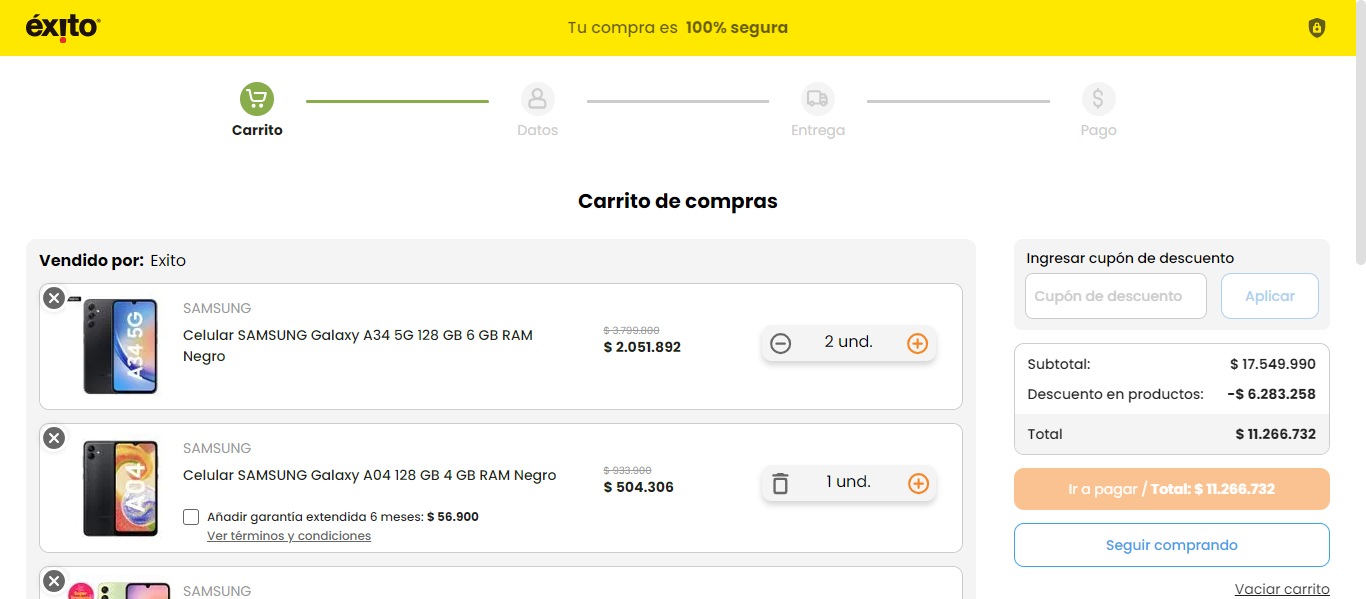 éxito
Tu compra es 100% segura
Carrito
Datos
Entrega
Pago
Carrito de compras
Vendido por: Exito
SAMSUNG
Celular SAMSUNG Galaxy A34 5G 128 GB 6 GB RAM
Negro
$ 3.799.800
$ 2.051.892
2 und.
A34 5G
SAMSUNG
Celular SAMSUNG Galaxy A04 128 GB 4 GB RAM Negro
$ 933.900
$ 504.306
1 und.
A04
Añadir garantía extendida 6 meses: $ 56.900
Ver términos y condiciones
SAMSUNG
Ingresar cupón de descuento
Cupón de descuento
Aplicar
Subtotal: $ 17.549.990
Descuento en productos: -$ 6.283.258
Total $ 11.266.732
Ir a pagar / Total: $ 11.266.732
Seguir comprando
Vaciar carrito